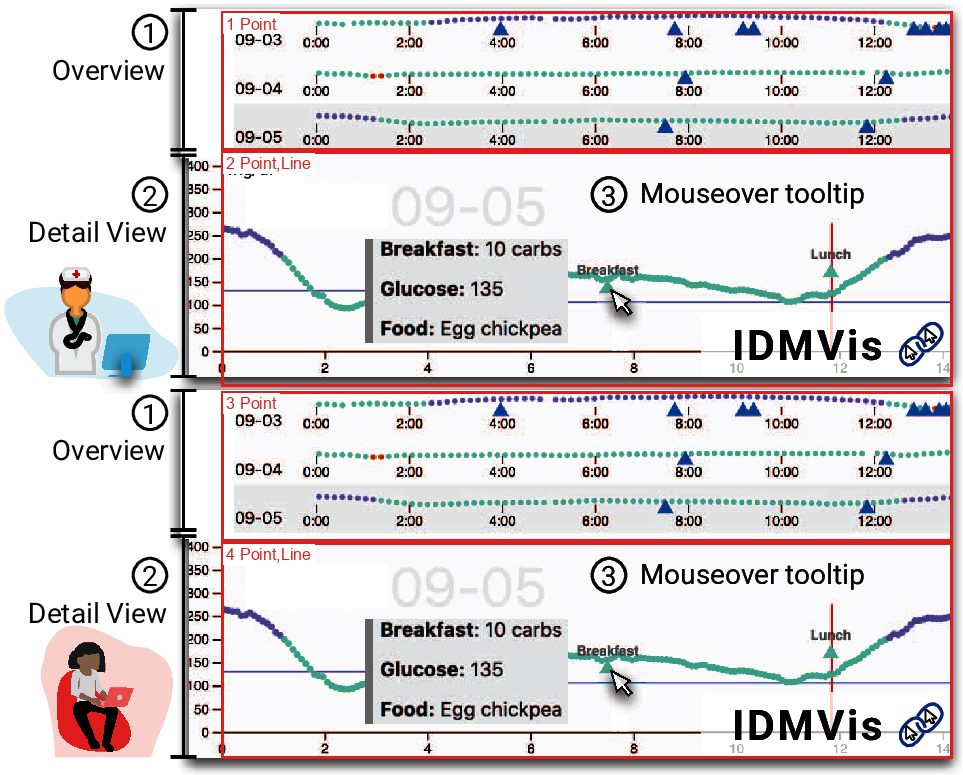 1 Point
① Overview
09-03 0:00 2:00 4:00 6:00 8:00 10:00 12:00
09-04 0:00 2:00 4:00 6:00 8:00 10:00 12:00
09-05 0:00 2:00 4:00 6:00 8:00 10:00 12:00
2 Point,Line
② Detail View
400
350
300
250
200
150
100
50
0
09-05
③ Mouseover tooltip
Breakfast: 10 carbs
Glucose: 135
Food: Egg chickpea
Breakfast
Lunch
IDMVis
0 2 4 6 8 10 12 14
3 Point
① Overview
09-03 0:00 2:00 4:00 6:00 8:00 10:00 12:00
09-04 0:00 2:00 4:00 6:00 8:00 10:00 12:00
09-05 0:00 2:00 4:00 6:00 8:00 10:00 12:00
4 Point,Line
② Detail View
400
350
300
250
200
150
100
50
0
09-05
③ Mouseover tooltip
Breakfast: 10 carbs
Glucose: 135
Food: Egg chickpea
Breakfast
Lunch
IDMVis
0 2 4 6 8 10 12 14